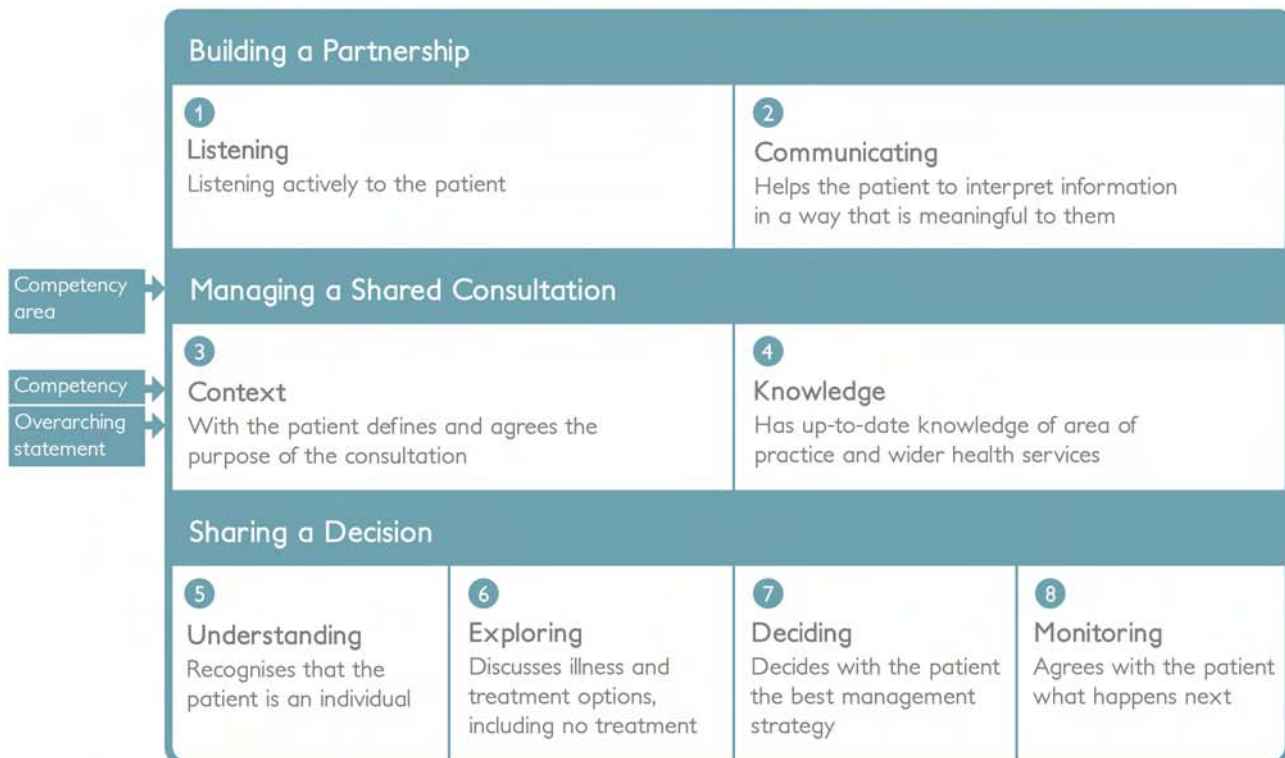 Building a Partnership
1
Listening
Listening actively to the patient
2
Communicating
Helps the patient to interpret information
in a way that is meaningful to them
Competency
area
Managing a Shared Consultation
Competency
Overarching
statement
3
Context
With the patient defines and agrees the
purpose of the consultation
4
Knowledge
Has up-to-date knowledge of area of
practice and wider health services
Sharing a Decision
5
Understanding
Recognises that the
patient is an individual
6
Exploring
Discusses illness and
treatment options,
including no treatment
7
Deciding
Decides with the patient
the best management
strategy
8
Monitoring
Agrees with the patient
what happens next